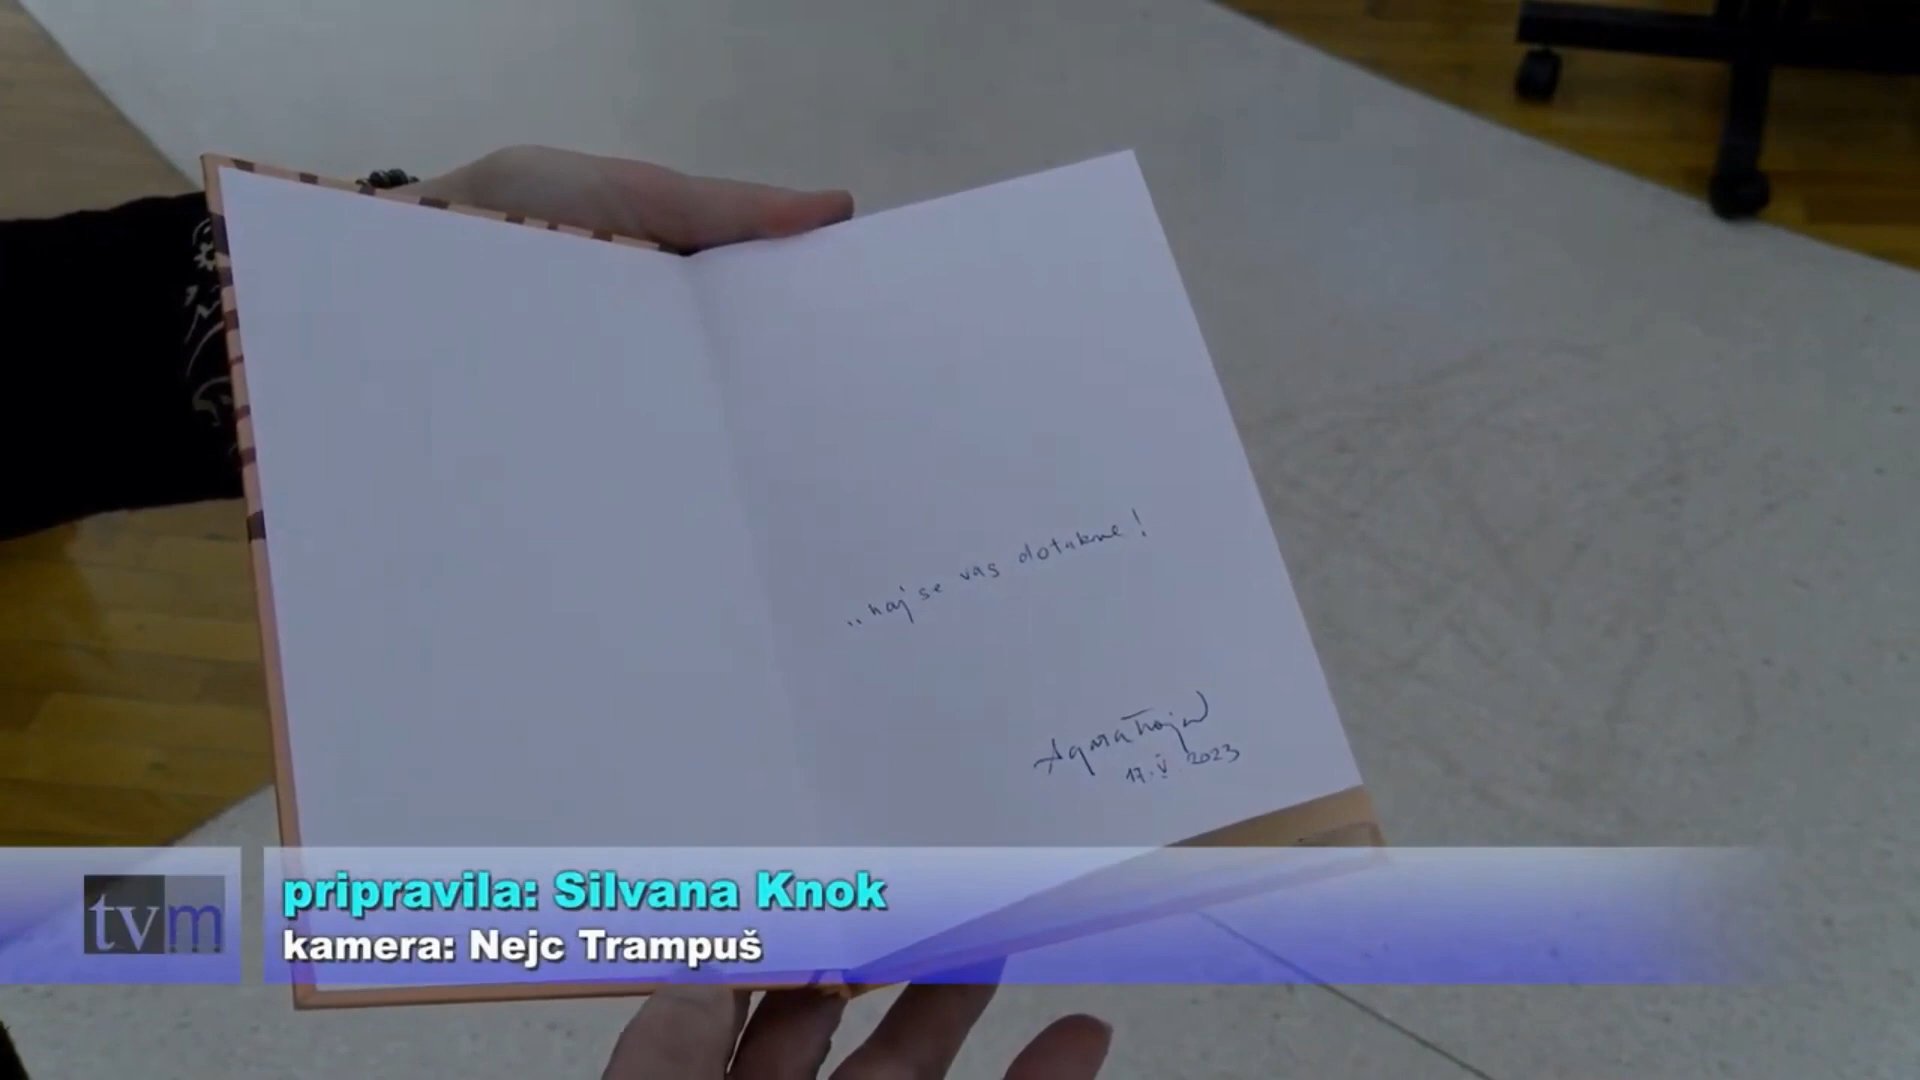 „naj se vas dotakne!
17. V. 2023
tvm
pripravila: Silvana Knok
kamera: Nejc Trampuš